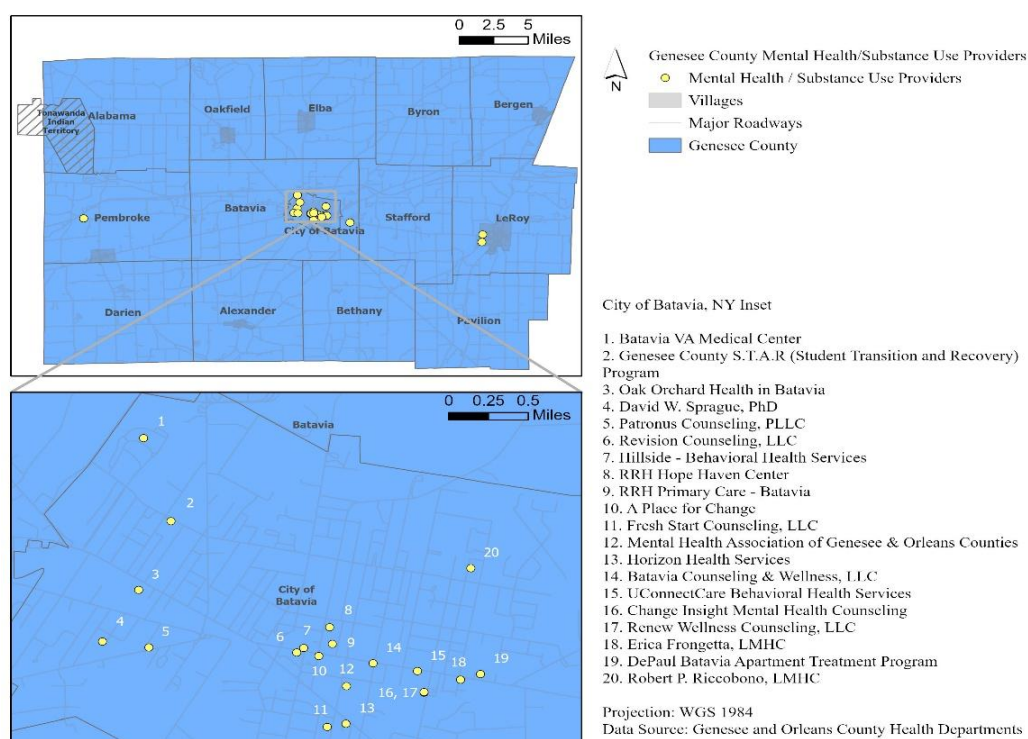 0 2.5 5
Miles
Tonawanda
Indian
Territory
Alabama
Oakfield
Elba
Byron
Bergen
Pembroke
Batavia
City of Batavia
Stafford
LeRoy
Darien
Alexander
Bethany
Pavilion
N
Genesee County Mental Health/Substance Use Providers
Mental Health / Substance Use Providers
Villages
Major Roadways
Genesee County
0 0.25 0.5
Miles
Batavia
1
2
20
3
City of
Batavia
8
4
5
6
7
9
14
10
12
15
18
19
16, 17
11
13
City of Batavia, NY Inset
1. Batavia VA Medical Center
2. Genesee County S.T.A.R (Student Transition and Recovery)
Program
3. Oak Orchard Health in Batavia
4. David W. Sprague, PhD
5. Patronus Counseling, PLLC
6. Revision Counseling, LLC
7. Hillside - Behavioral Health Services
8. RRH Hope Haven Center
9. RRH Primary Care - Batavia
10. A Place for Change
11. Fresh Start Counseling, LLC
12. Mental Health Association of Genesee & Orleans Counties
13. Horizon Health Services
14. Batavia Counseling & Wellness, LLC
15. UConnectCare Behavioral Health Services
16. Change Insight Mental Health Counseling
17. Renew Wellness Counseling, LLC
18. Erica Frongetta, LMHC
19. DePaul Batavia Apartment Treatment Program
20. Robert P. Riccobono, LMHC
Projection: WGS 1984
Data Source: Genesee and Orleans County Health Departments